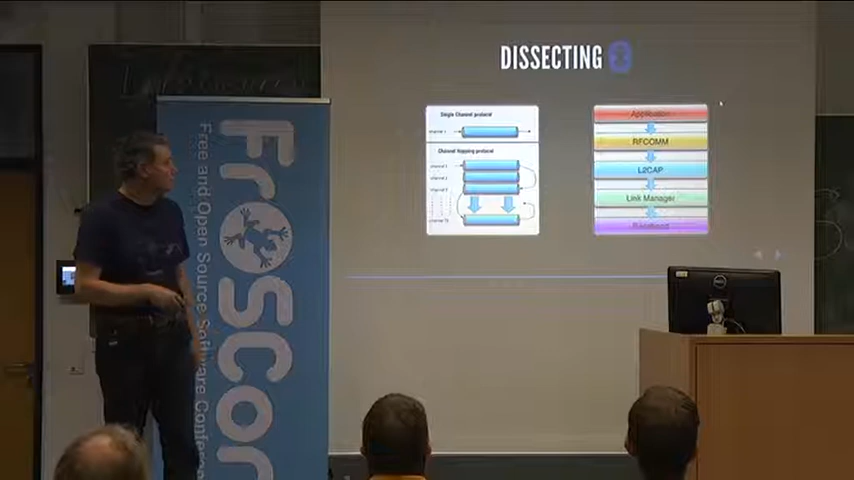 DISSECTING
Single Channel protocol
Channel Hopping protocol
Application
RFCOMM
L2CAP
Link Manager
Baseband
FrOSCon
Free and Open Source Software Conference
DELL